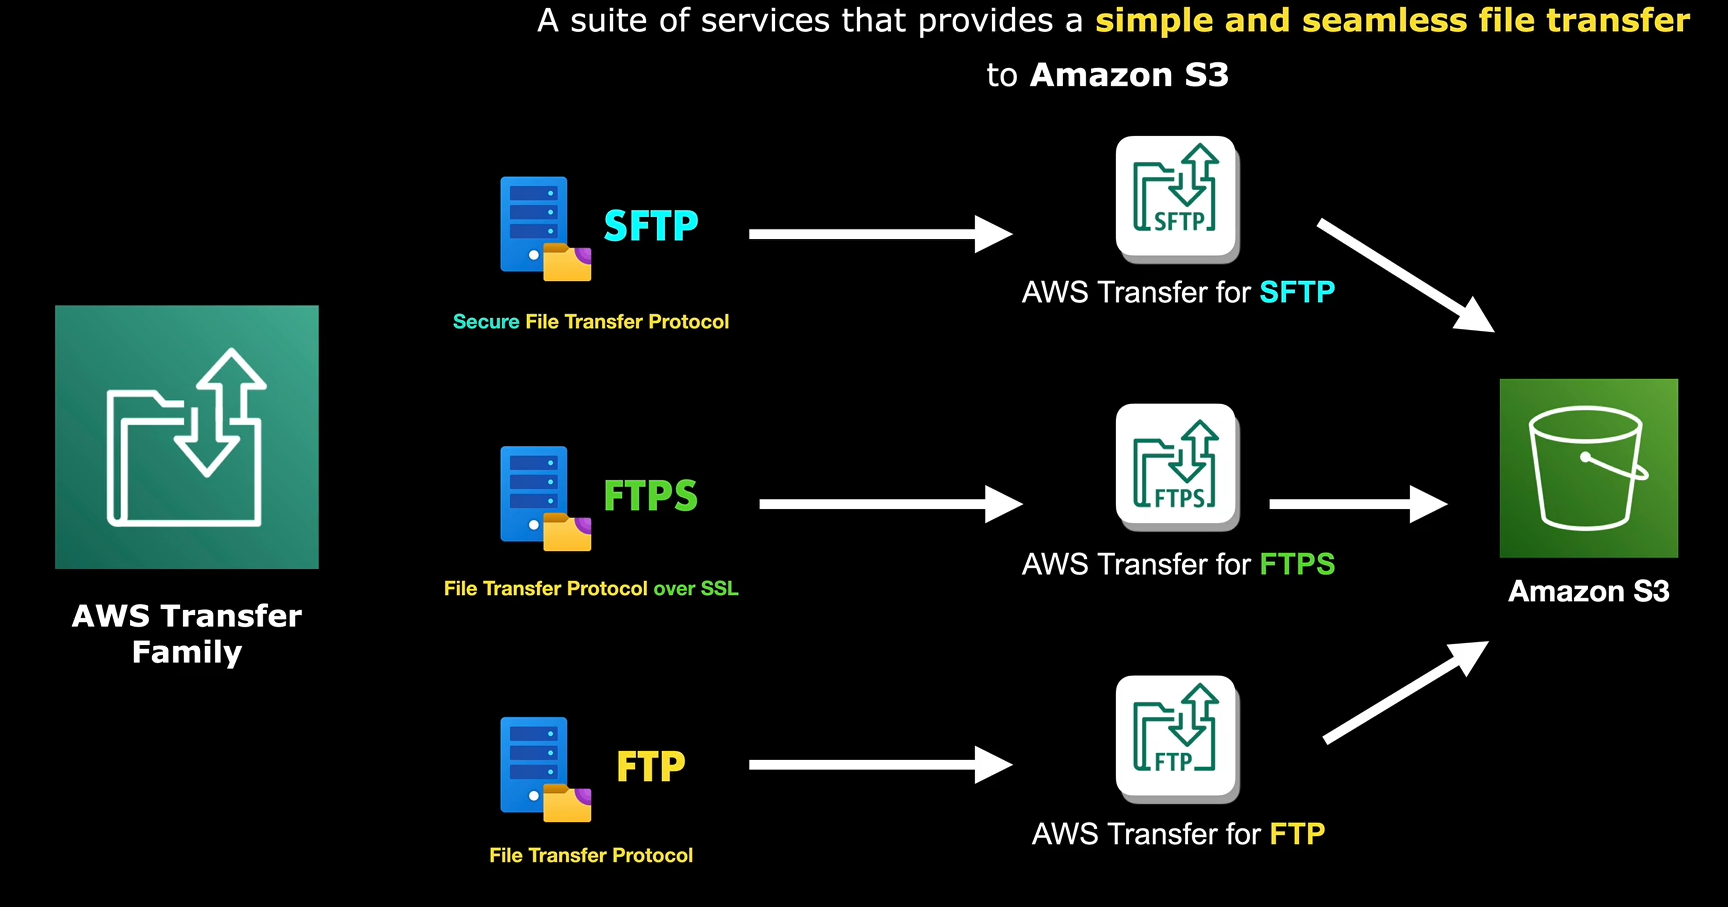 A suite of services that provides a simple and seamless file transfer
to Amazon S3
SFTP
Secure File Transfer Protocol
SFTP
AWS Transfer for SFTP
AWS Transfer
Family
FTPS
File Transfer Protocol over SSL
FTPS
AWS Transfer for FTPS
Amazon S3
FTP
File Transfer Protocol
FTP
AWS Transfer for FTP